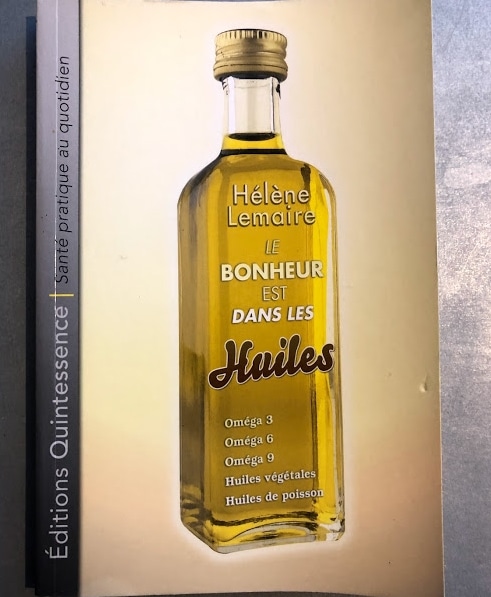 Éditions Quintessence | Santé pratique au quotidien
Hélène
Lemaire
LE
BONHEUR
EST
DANS LES
Huiles
Oméga 3
Oméga 6
Oméga 9
Huiles végétales
Huiles de poisson